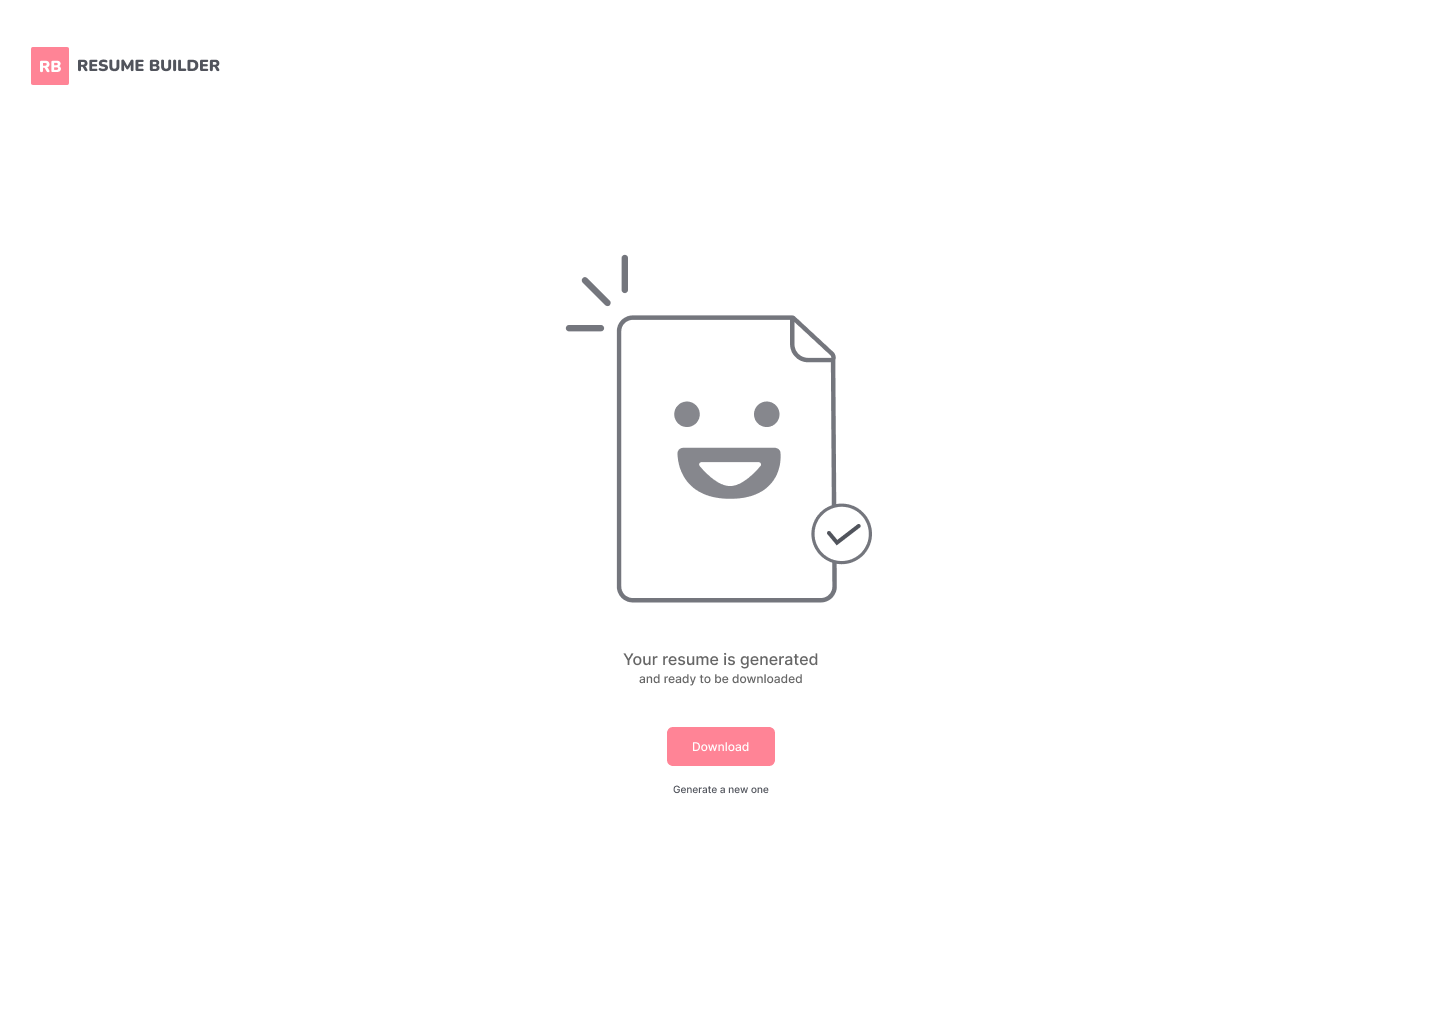 RB RESUME BUILDER
Your resume is generated
and ready to be downloaded
Download
Generate a new one